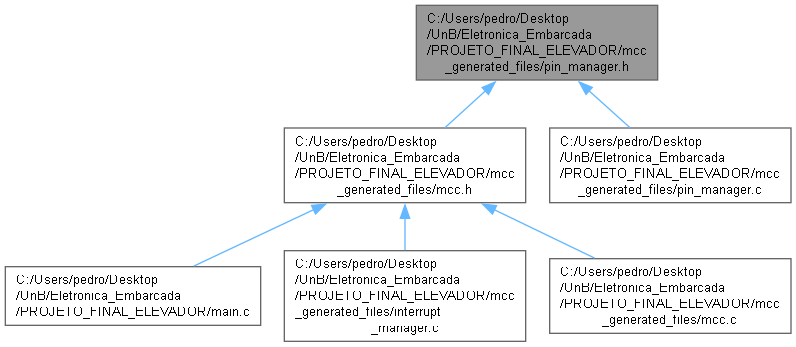 C:/Users/pedro/Desktop
/UnB/Eletronica_Embarcada
/PROJETO_FINAL_ELEVADOR/mcc
_generated_files/pin_manager.h
C:/Users/pedro/Desktop
/UnB/Eletronica_Embarcada
/PROJETO_FINAL_ELEVADOR/mcc
_generated_files/mcc.h
C:/Users/pedro/Desktop
/UnB/Eletronica_Embarcada
/PROJETO_FINAL_ELEVADOR/mcc
_generated_files/pin_manager.c
C:/Users/pedro/Desktop
/UnB/Eletronica_Embarcada
/PROJETO_FINAL_ELEVADOR/main.c
C:/Users/pedro/Desktop
/UnB/Eletronica_Embarcada
/PROJETO_FINAL_ELEVADOR/mcc
_generated_files/interrupt
_manager.c
C:/Users/pedro/Desktop
/UnB/Eletronica_Embarcada
/PROJETO_FINAL_ELEVADOR/mcc
_generated_files/mcc.c